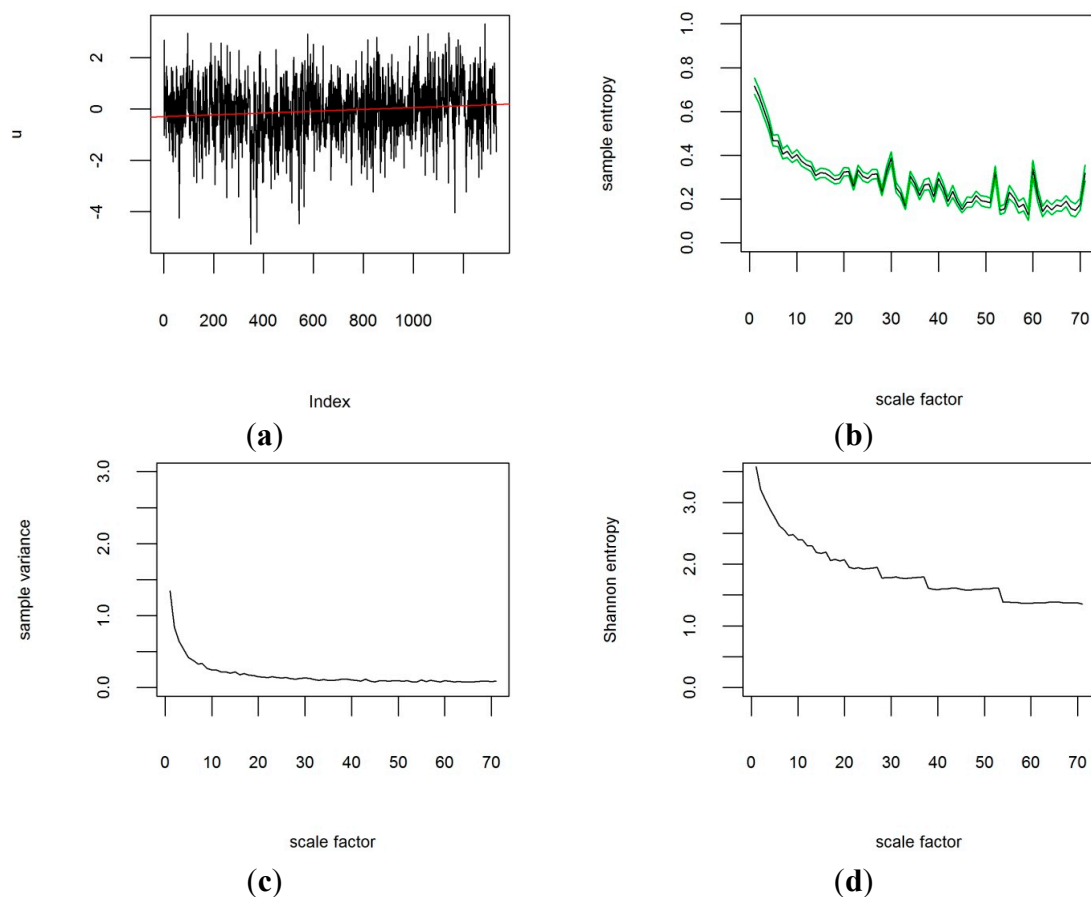 u
2
0
-2
-4
0 200 400 600 800 1000
Index
(a)
sample entropy
1.0
0.8
0.6
0.4
0.2
0.0
0 10 20 30 40 50 60 70
scale factor
(b)
sample variance
3.0
2.0
1.0
0.0
0 10 20 30 40 50 60 70
scale factor
(c)
Shannon entropy
3.0
2.0
1.0
0.0
0 10 20 30 40 50 60 70
scale factor
(d)